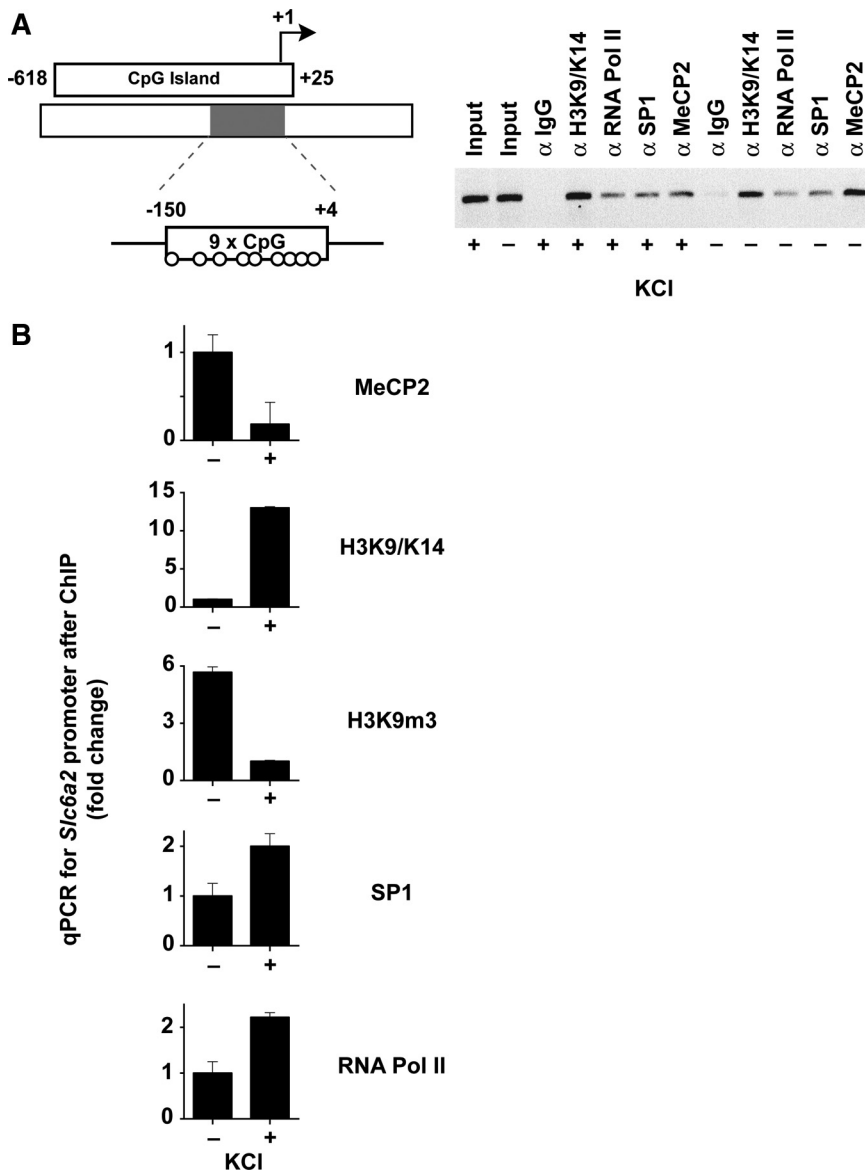 A
+1
-618
CpG Island
+25
-150
+4
9 x CpG
Input
Input
α IgG
α H3K9/K14
α RNA Pol II
α SP1
α MeCP2
α IgG
α H3K9/K14
α RNA Pol II
α SP1
α MeCP2
+ − + + + + + − − − − −
KCl
B
qPCR for Slc6a2 promoter after ChIP
(fold change)
1
0
− +
MeCP2
15
10
5
0
− +
H3K9/K14
6
3
0
− +
H3K9m3
2
1
0
− +
SP1
2
1
0
− +
RNA Pol II
KCl